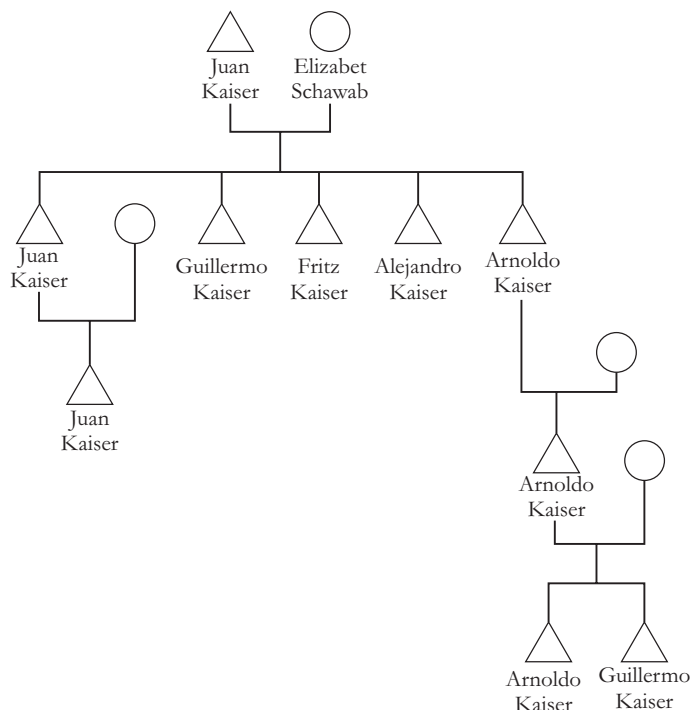 Juan
Kaiser
Elizabet
Schawab
Juan
Kaiser
Guillermo
Kaiser
Fritz
Kaiser
Alejandro
Kaiser
Arnoldo
Kaiser
Juan
Kaiser
Arnoldo
Kaiser
Arnoldo
Kaiser
Guillermo
Kaiser